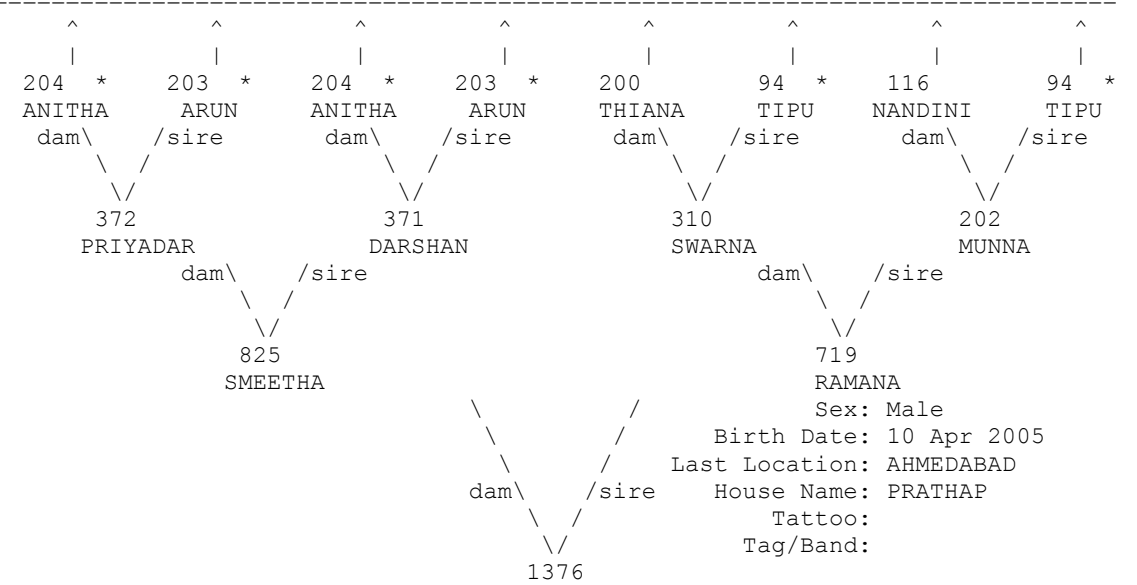 ^ ^ ^ ^ ^ ^ ^ ^
| | | | | | | |
204 * 203 * 204 * 203 * 200 94 * 116 94 *
ANITHA ARUN ANITHA ARUN THIANA TIPU NANDINI TIPU
dam\ /sire dam\ /sire dam\ /sire dam\ /sire
\ / \ / \ / \ /
\/ \/ \/ \/
372 371 310 202
PRIYADAR DARSHAN SWARNA MUNNA
dam\ /sire dam\ /sire
\ / \ /
\/ \/
825 719
SMEETHA RAMANA
\ / Sex: Male
\ / Birth Date: 10 Apr 2005
\ / Last Location: AHMEDABAD
dam\ /sire House Name: PRATHAP
\ / Tattoo:
\/ Tag/Band:
1376